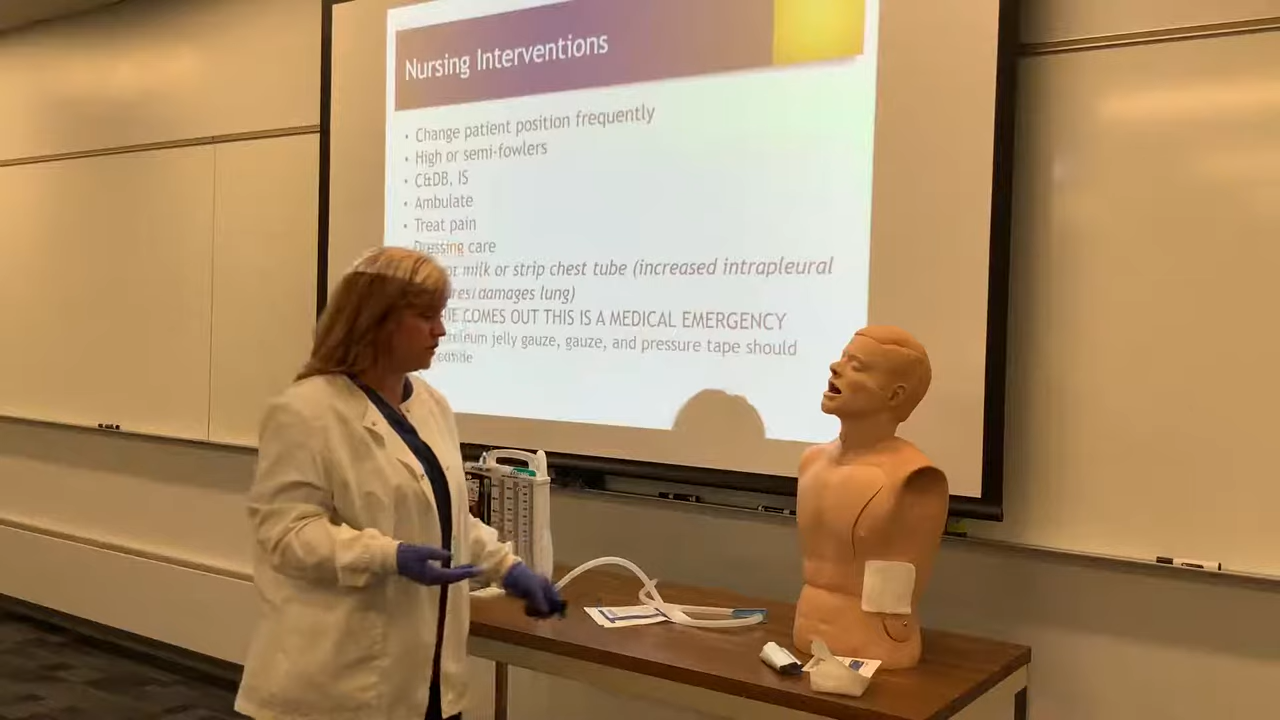 Nursing Interventions
• Change patient position frequently
• High or semi-fowlers
• C&DB, IS
• Ambulate
• Treat pain
Dressing care
or milk or strip chest tube (increased intrapleural
damages lung)
COMES OUT THIS IS A MEDICAL EMERGENCY
jelly gauze, gauze, and pressure tape should